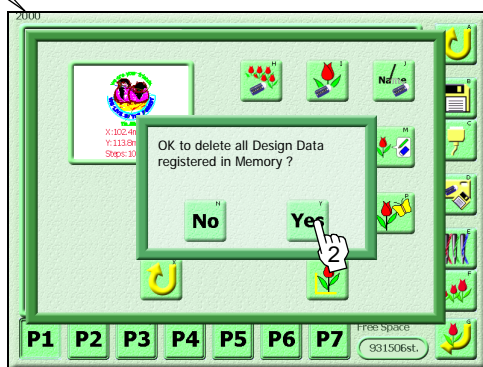 2000
H
I
J
Name
B
X:102.4m
Y:113.8m
Steps:10
M
OK to delete all Design Data
registered in Memory ?
P
N
No
Y
Yes
2
F
P1 P2 P3 P4 P5 P6 P7
Free Space
931506st.
G